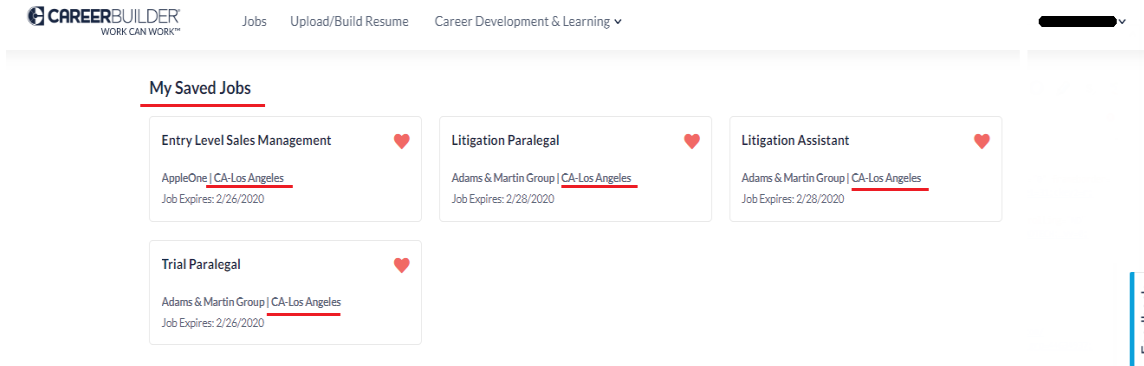 CAREERBUILDER
WORK CAN WORK™
Jobs Upload/Build Resume Career Development & Learning
My Saved Jobs
Entry Level Sales Management
AppleOne | CA-Los Angeles
Job Expires: 2/26/2020
Litigation Paralegal
Adams & Martin Group | CA-Los Angeles
Job Expires: 2/28/2020
Litigation Assistant
Adams & Martin Group | CA-Los Angeles
Job Expires: 2/28/2020
Trial Paralegal
Adams & Martin Group | CA-Los Angeles
Job Expires: 2/26/2020